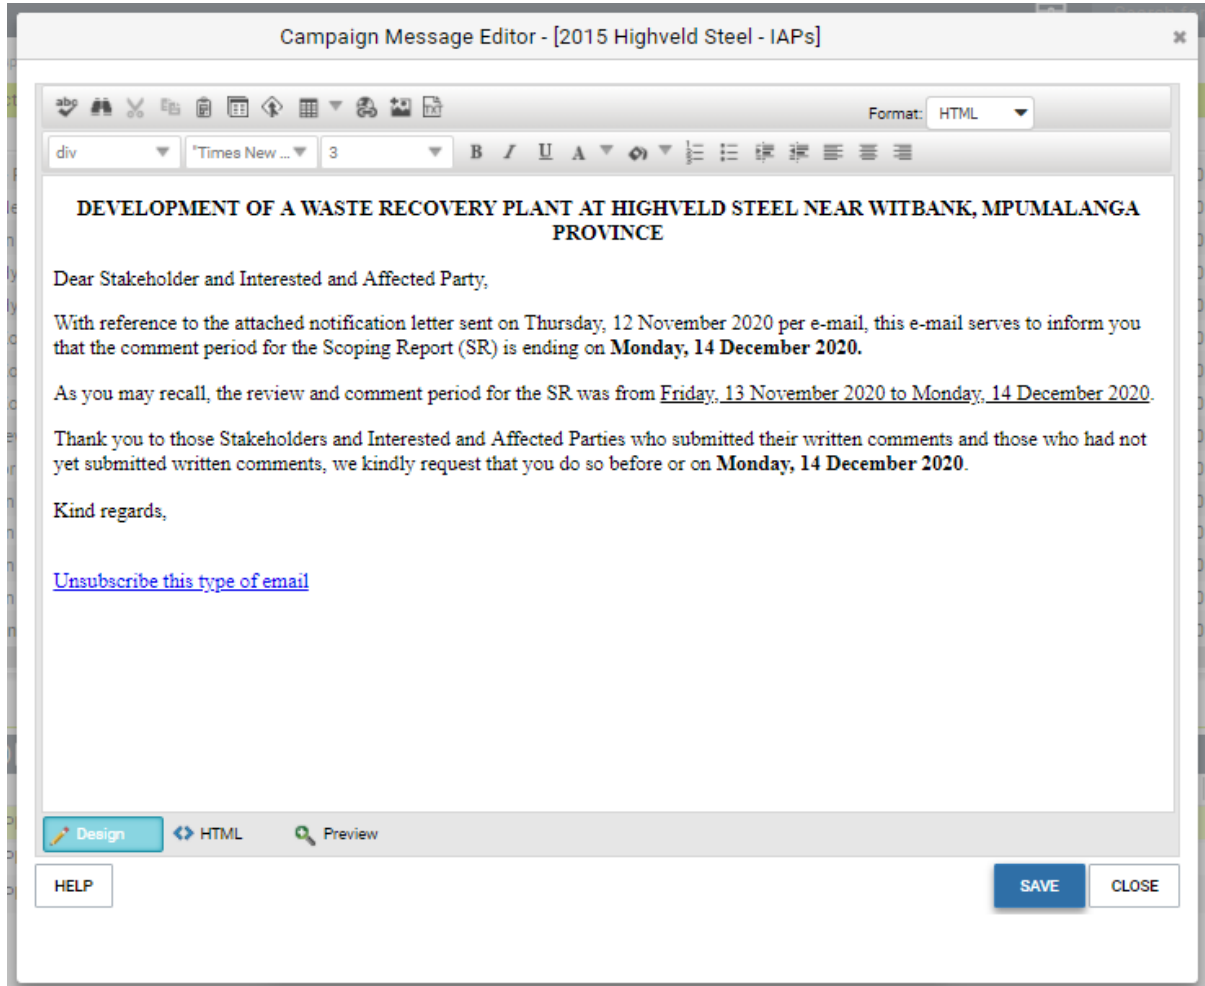 Campaign Message Editor - [2015 Highveld Steel - IAPs]
Format: HTML
div "Times New ... 3 B I U A
DEVELOPMENT OF A WASTE RECOVERY PLANT AT HIGHVELD STEEL NEAR WITBANK, MPUMALANGA
PROVINCE
Dear Stakeholder and Interested and Affected Party,
With reference to the attached notification letter sent on Thursday, 12 November 2020 per e-mail, this e-mail serves to inform you
that the comment period for the Scoping Report (SR) is ending on Monday, 14 December 2020.
As you may recall, the review and comment period for the SR was from Friday, 13 November 2020 to Monday, 14 December 2020.
Thank you to those Stakeholders and Interested and Affected Parties who submitted their written comments and those who had not
yet submitted written comments, we kindly request that you do so before or on Monday, 14 December 2020.
Kind regards,
Unsubscribe this type of email
Design HTML Preview
HELP SAVE CLOSE